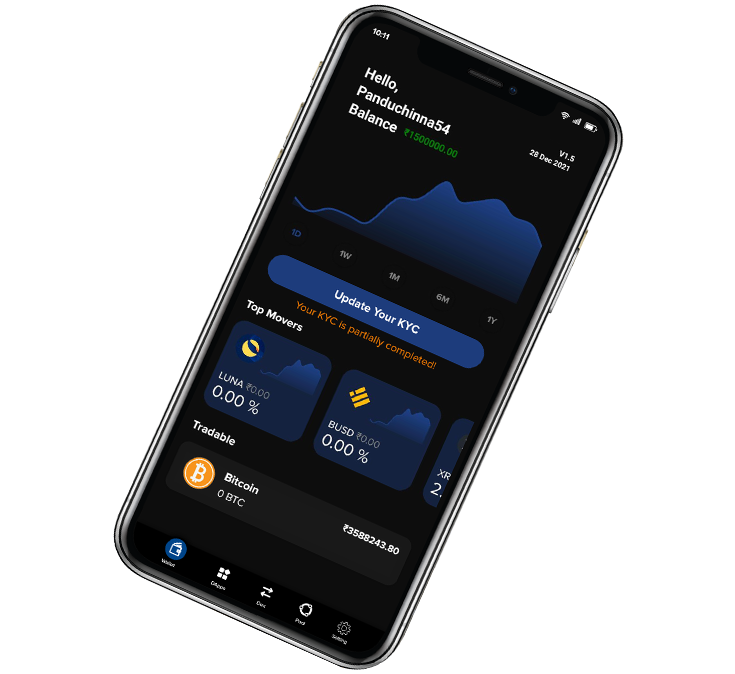 10:11
Hello,
Panduchinna54
Balance ₹1500000.00
V1.5
28 Dec 2021
1D 1W 1M 6M 1Y
Update Your KYC
Your KYC is partially completed!
Top Movers
LUNA ₹0.00
0.00 %
BUSD ₹0.00
0.00 %
XR
2.
Tradable
Bitcoin
0 BTC
₹3588243.80
Wallet DApps Dex Pool Setting